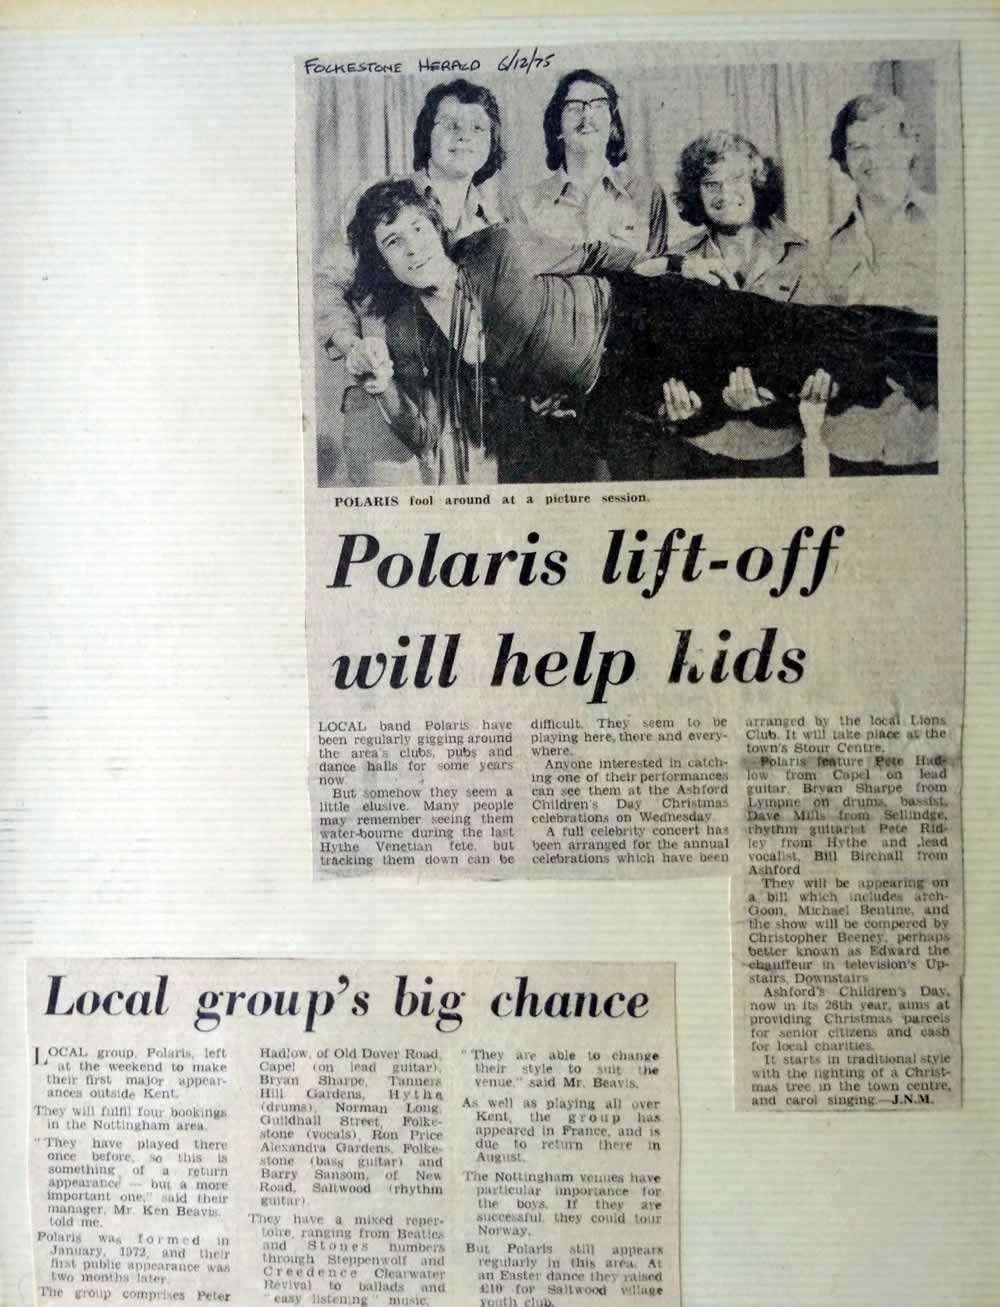 FOLKESTONE HERALD 6/12/75
POLARIS fool around at a picture session.
Polaris lift-off
will help kids
LOCAL band Polaris have
been regularly gigging around
the area's clubs, pubs and
dance halls for some years
now.
But somehow they seem a
little elusive. Many people
may remember seeing them
water-bourne during the last
Hythe Venetian fete, but
tracking them down can be
difficult. They seem to be
playing here, there and every-
where.
Anyone interested in catch-
ing one of their performances
can see them at the Ashford
Children's Day Christmas
celebrations on Wednesday.
A full celebrity concert has
been arranged for the annual
celebrations which have been
arranged by the local Lions
Club. It will take place at the
town's Stour Centre.
Polaris feature Pete Had-
low from Capel on lead
guitar, Bryan Sharpe from
Lympne on drums, bassist,
Dave Mills from Sellindge,
rhythm guitarist Pete Rid-
ley from Hythe and lead
vocalist, Bill Birchall from
Ashford
They will be appearing on
a bill which includes arch-
Goon, Michael Bentine, and
the show will be compered by
Christopher Beeney, perhaps
better known as Edward the
chauffeur in television's Up-
stairs, Downstairs
Ashford's Children's Day,
now in its 26th year, aims at
providing Christmas parcels
for senior citizens and cash
for local charities.
It starts in traditional style
with the lighting of a Christ-
mas tree in the town centre,
and carol singing.—J.N.M.
Local group's big chance
LOCAL group, Polaris, left
at the weekend to make
their first major appear-
ances outside Kent.
They will fulfil four bookings
in the Nottingham area.
"They have played there
once before, so this is
something of a return
appearance — but a more
important one," said their
manager, Mr. Ken Beavis,
told me.
Polaris was formed in
January, 1972, and their
first public appearance was
two months later.
The group comprises Peter
Hadlow, of Old Dover Road,
Capel (on lead guitar),
Bryan Sharpe, Tanners
Hill Gardens, Hythe
(drums), Norman Long,
Guildhall Street, Folke-
stone (vocals), Ron Price
Alexandra Gardens, Folke-
stone (bass guitar) and
Barry Sansom, of New
Road, Saltwood (rhythm
guitar).
They have a mixed reper-
toire, ranging from Beatles
and Stones numbers
through Steppenwolf and
Creedence Clearwater
Revival to ballads and
"easy listening" music.
"They are able to change
their style to suit the
venue," said Mr. Beavis.
As well as playing all over
Kent, the group has
appeared in France, and is
due to return there in
August.
The Nottingham venues have
particular importance for
the boys. If they are
successful, they could tour
Norway.
But Polaris still appears
regularly in this area. At
an Easter dance they raised
£10 for Saltwood village
youth club.